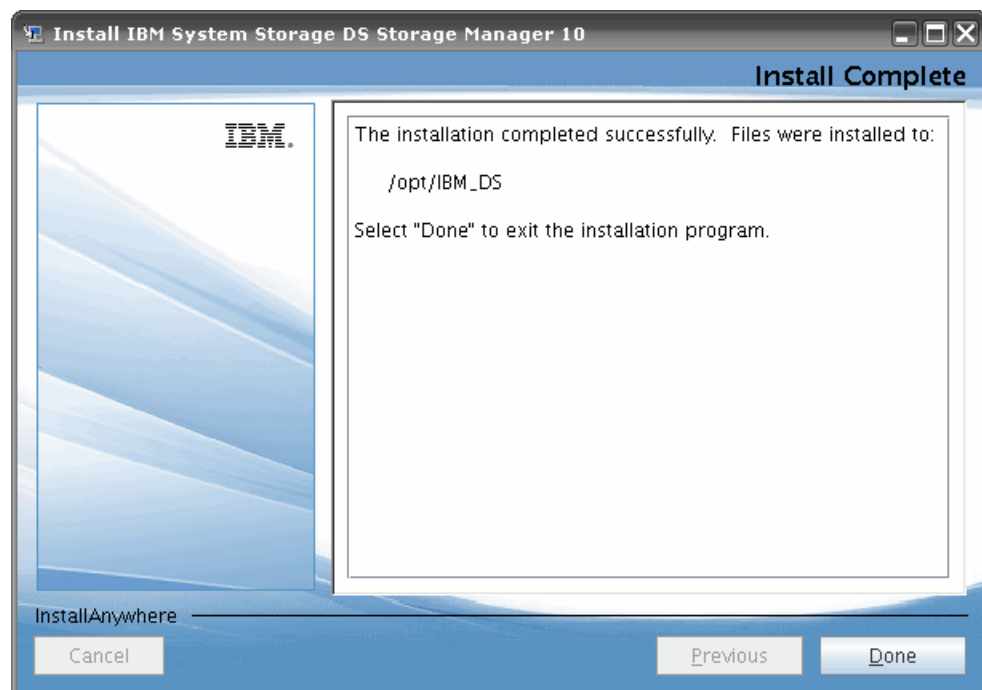 Install IBM System Storage DS Storage Manager 10
Install Complete
IBM.
The installation completed successfully. Files were installed to:
/opt/IBM_DS
Select "Done" to exit the installation program.
InstallAnywhere
Cancel
Previous
Done